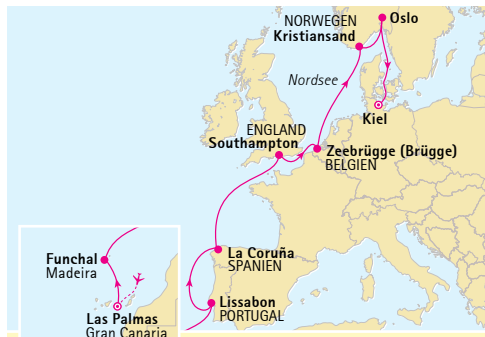 NORWEGEN
Oslo
Kristiansand
Nordsee
Kiel
ENGLAND
Southampton
Zeebrügge (Brügge)
BELGIEN
La Coruña
SPANIEN
Funchal
Madeira
Lissabon
PORTUGAL
Las Palmas
Gran Canaria